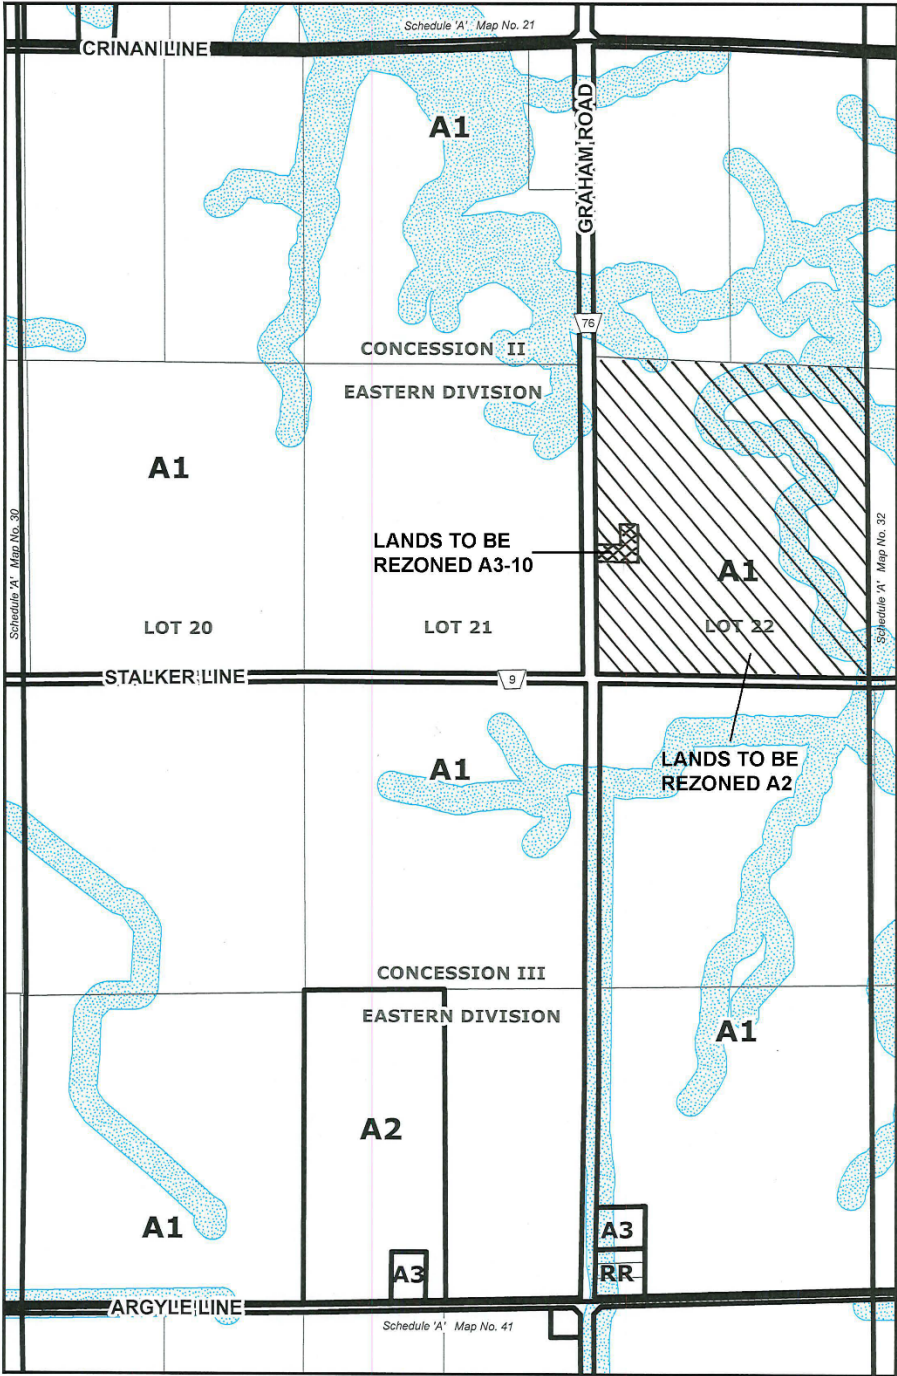 Schedule 'A' Map No. 21
CRINAN LINE
A1
GRAHAM ROAD
76
CONCESSION II
EASTERN DIVISION
A1
Schedule 'A' Map No. 30
LANDS TO BE
REZONED A3-10
A1
Schedule 'A' Map No. 32
LOT 20
LOT 21
LOT 22
STALKER LINE
9
A1
LANDS TO BE
REZONED A2
CONCESSION III
EASTERN DIVISION
A1
A2
A1
A3
A3
RR
ARGYLE LINE
Schedule 'A' Map No. 41